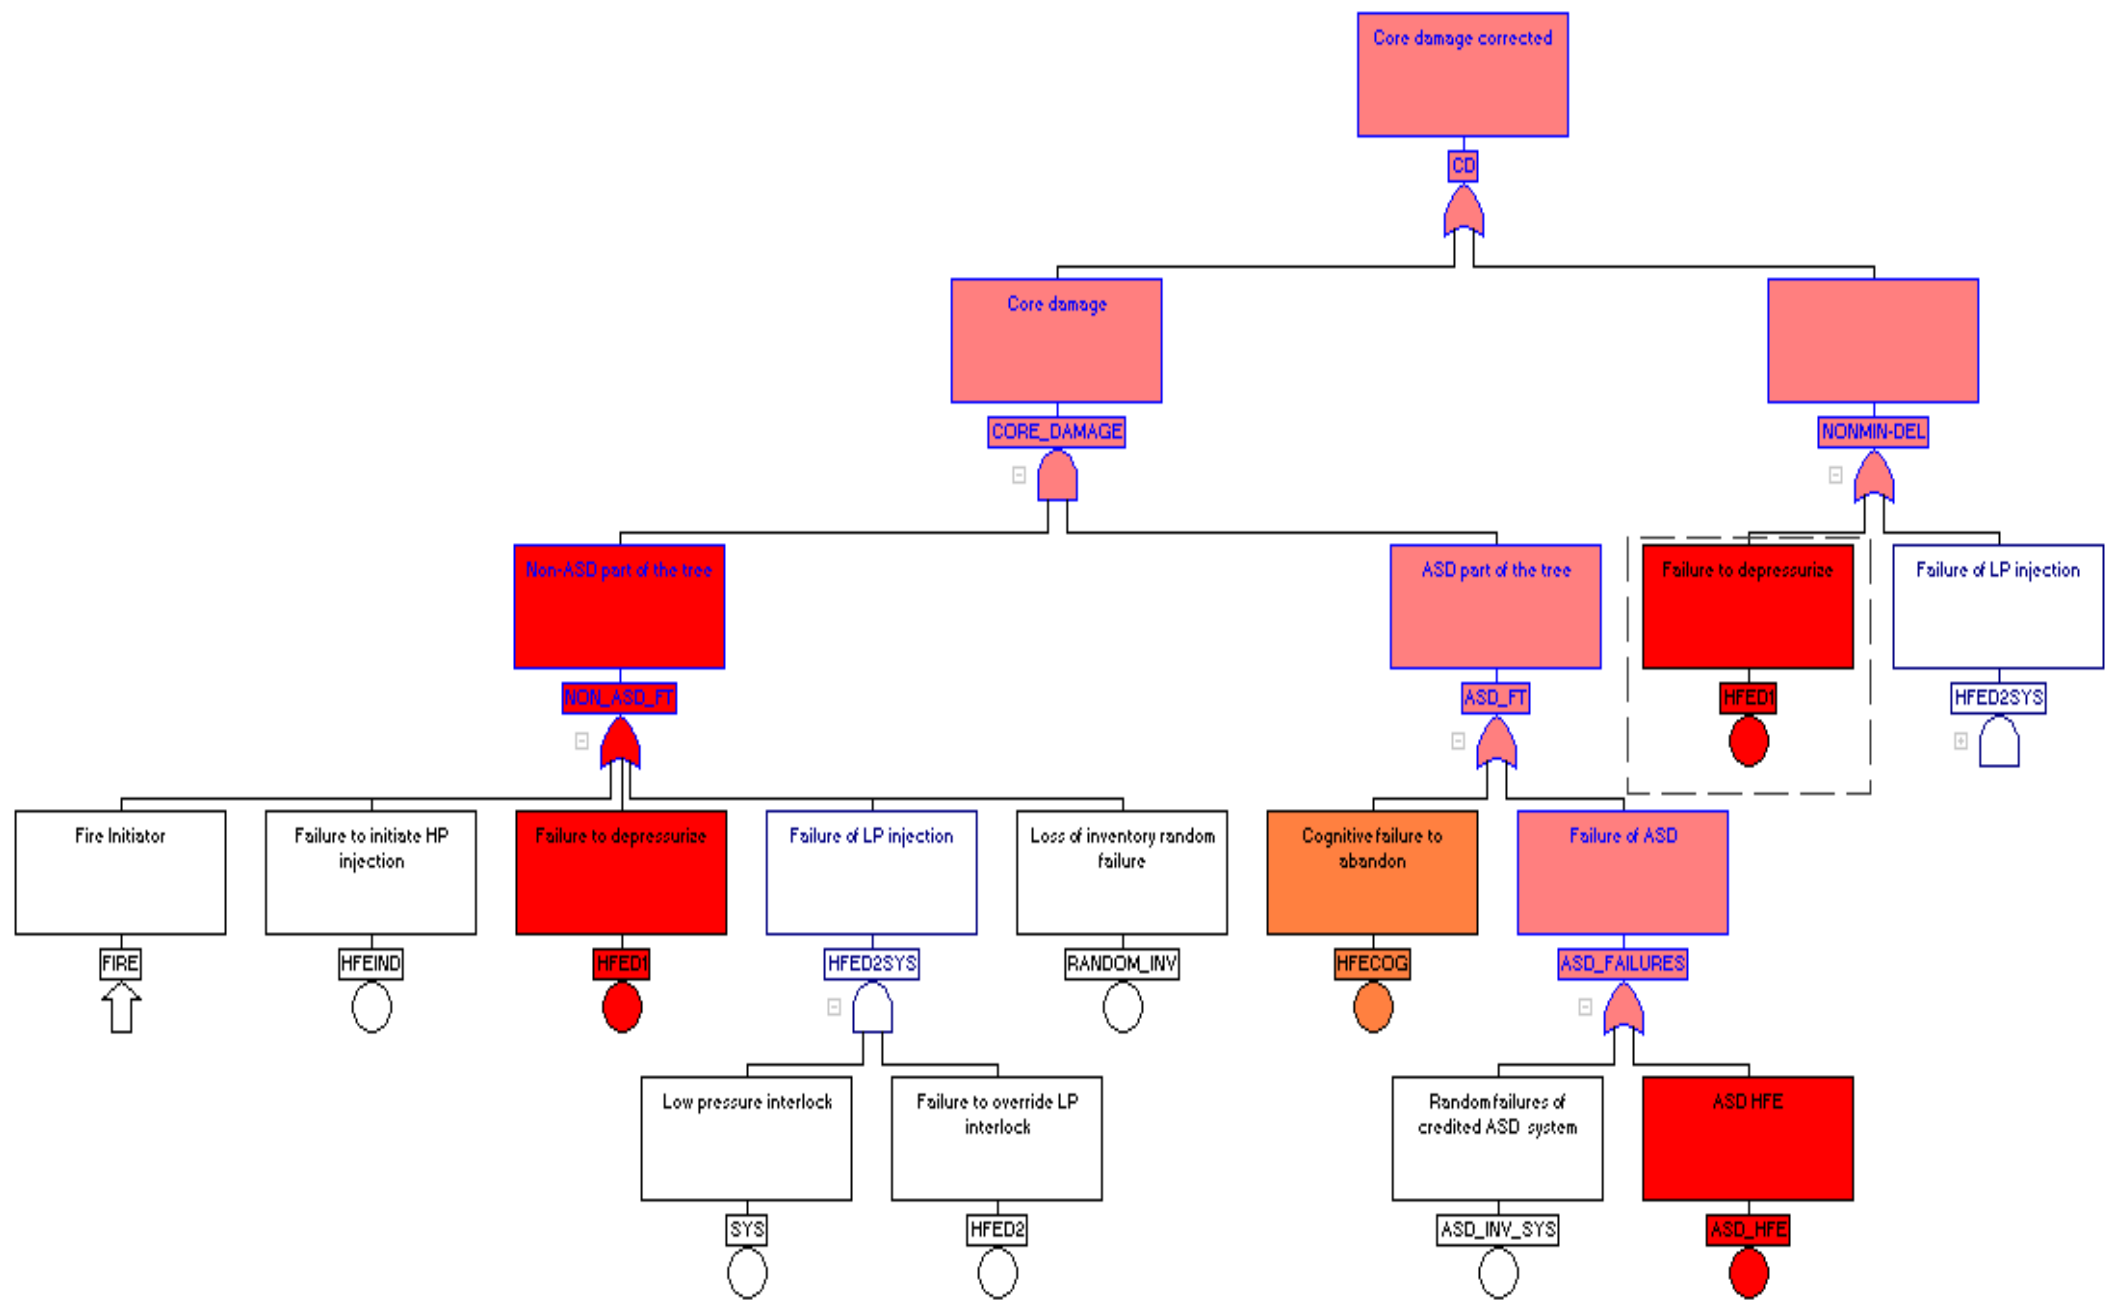 Core damage corrected
CD
Core damage
CORE_DAMAGE
NONMIN-DEL
Non-ASD part of the tree
NON_ASD_FT
ASD part of the tree
ASD_FT
Failure to depressurize
HFED1
Failure of LP injection
HFED2SYS
Fire Initiator
FIRE
Failure to initiate HP
injection
HFEIND
Failure to depressurize
HFED1
Failure of LP injection
HFED2SYS
Loss of inventory random
failure
RANDOM_INV
Cognitive failure to
abandon
HFECOG
Failure of ASD
ASD_FAILURES
Low pressure interlock
SYS
Failure to override LP
interlock
HFED2
Random failures of
credited ASD system
ASD_INV_SYS
ASD HFE
ASD_HFE